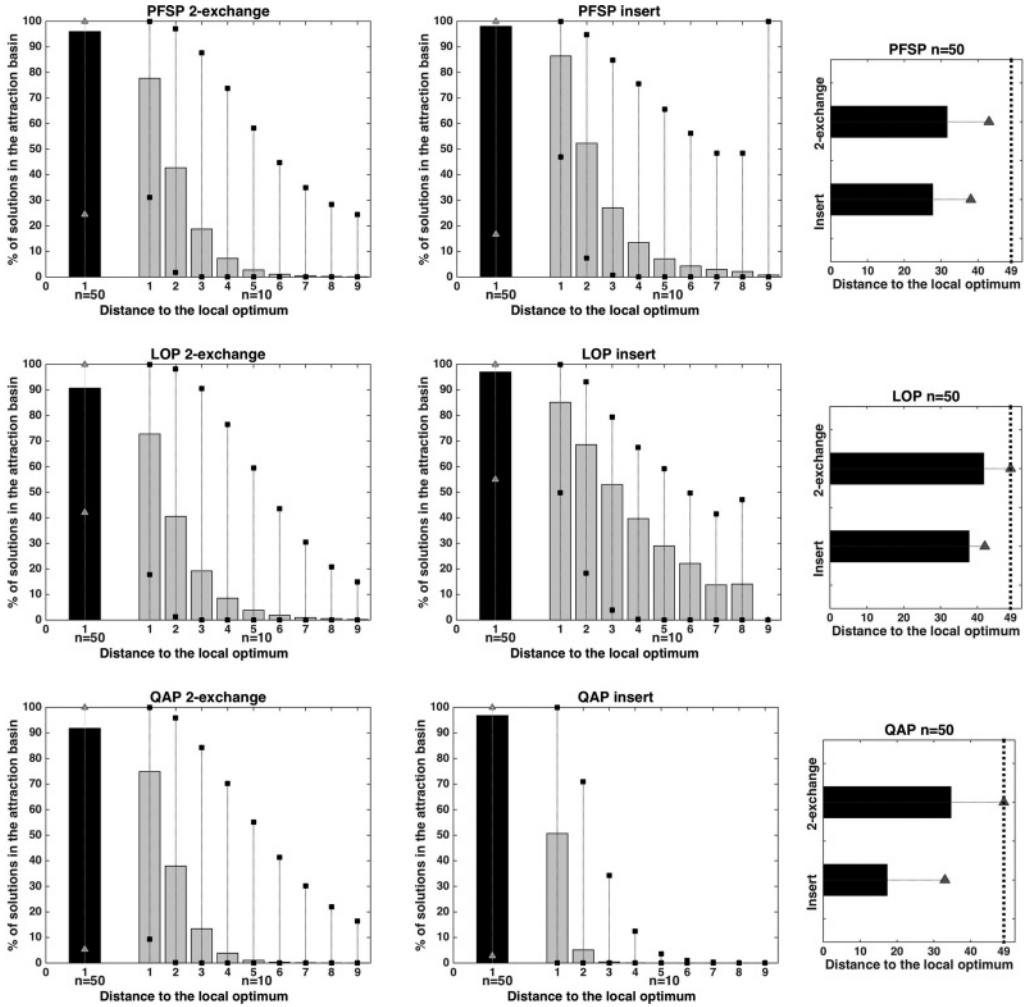 PFSP 2-exchange
% of solutions in the attraction basin
100
90
80
70
60
50
40
30
20
10
0
0 1 1 2 3 4 5 6 7 8 9
n=50 n=10
Distance to the local optimum
PFSP insert
% of solutions in the attraction basin
100
90
80
70
60
50
40
30
20
10
0
0 1 1 2 3 4 5 6 7 8 9
n=50 n=10
Distance to the local optimum
PFSP n=50
2-exchange
Insert
0 10 20 30 40 49
Distance to the local optimum
LOP 2-exchange
% of solutions in the attraction basin
100
90
80
70
60
50
40
30
20
10
0
0 1 1 2 3 4 5 6 7 8 9
n=50 n=10
Distance to the local optimum
LOP insert
% of solutions in the attraction basin
100
90
80
70
60
50
40
30
20
10
0
0 1 1 2 3 4 5 6 7 8 9
n=50 n=10
Distance to the local optimum
LOP n=50
2-exchange
Insert
0 10 20 30 40 49
Distance to the local optimum
QAP 2-exchange
% of solutions in the attraction basin
100
90
80
70
60
50
40
30
20
10
0
0 1 1 2 3 4 5 6 7 8 9
n=50 n=10
Distance to the local optimum
QAP insert
% of solutions in the attraction basin
100
90
80
70
60
50
40
30
20
10
0
0 1 1 2 3 4 5 6 7 8 9
n=50 n=10
Distance to the local optimum
QAP n=50
2-exchange
Insert
0 10 20 30 40 49
Distance to the local optimum